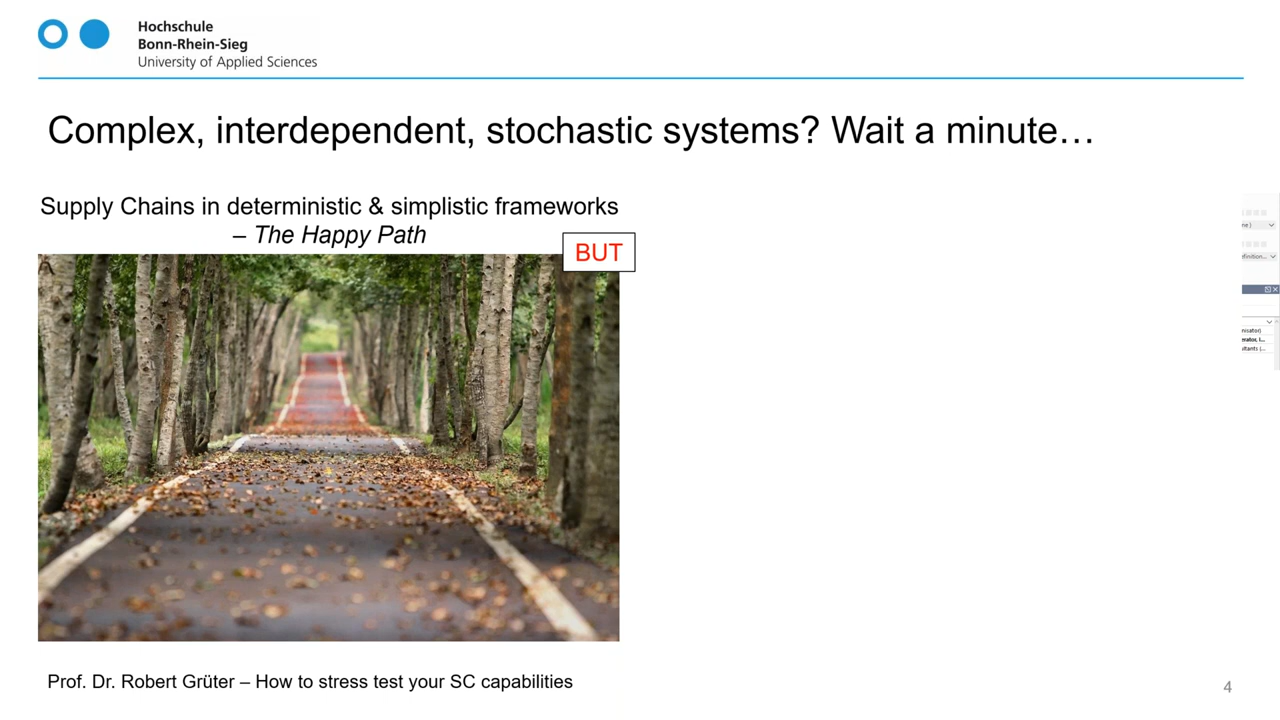 Hochschule
Bonn-Rhein-Sieg
University of Applied Sciences
Complex, interdependent, stochastic systems? Wait a minute…
Supply Chains in deterministic & simplistic frameworks
– The Happy Path
BUT
Prof. Dr. Robert Grüter – How to stress test your SC capabilities
4